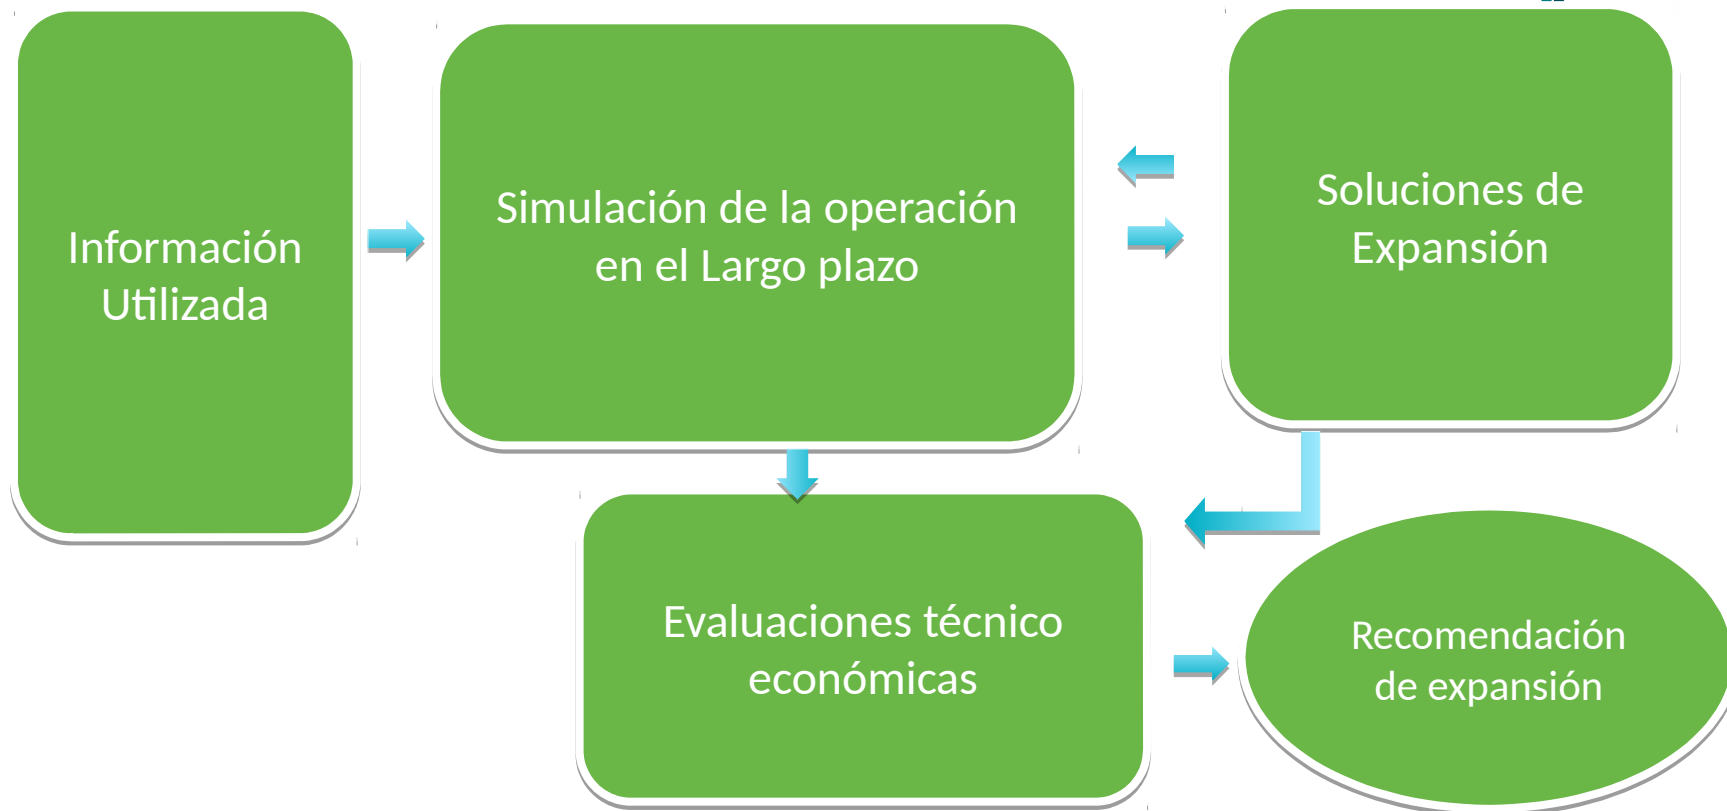 Información
Utilizada
Simulación de la operación
en el Largo plazo
Soluciones de
Expansión
Evaluaciones técnico
económicas
Recomendación
de expansión